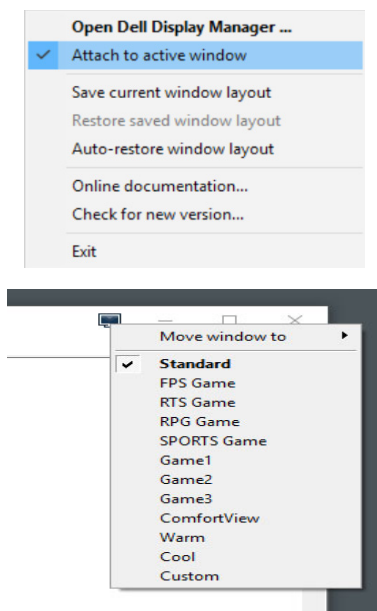 Open Dell Display Manager ...
Attach to active window
Save current window layout
Restore saved window layout
Auto-restore window layout
Online documentation...
Check for new version...
Exit
Move window to
Standard
FPS Game
RTS Game
RPG Game
SPORTS Game
Game1
Game2
Game3
ComfortView
Warm
Cool
Custom